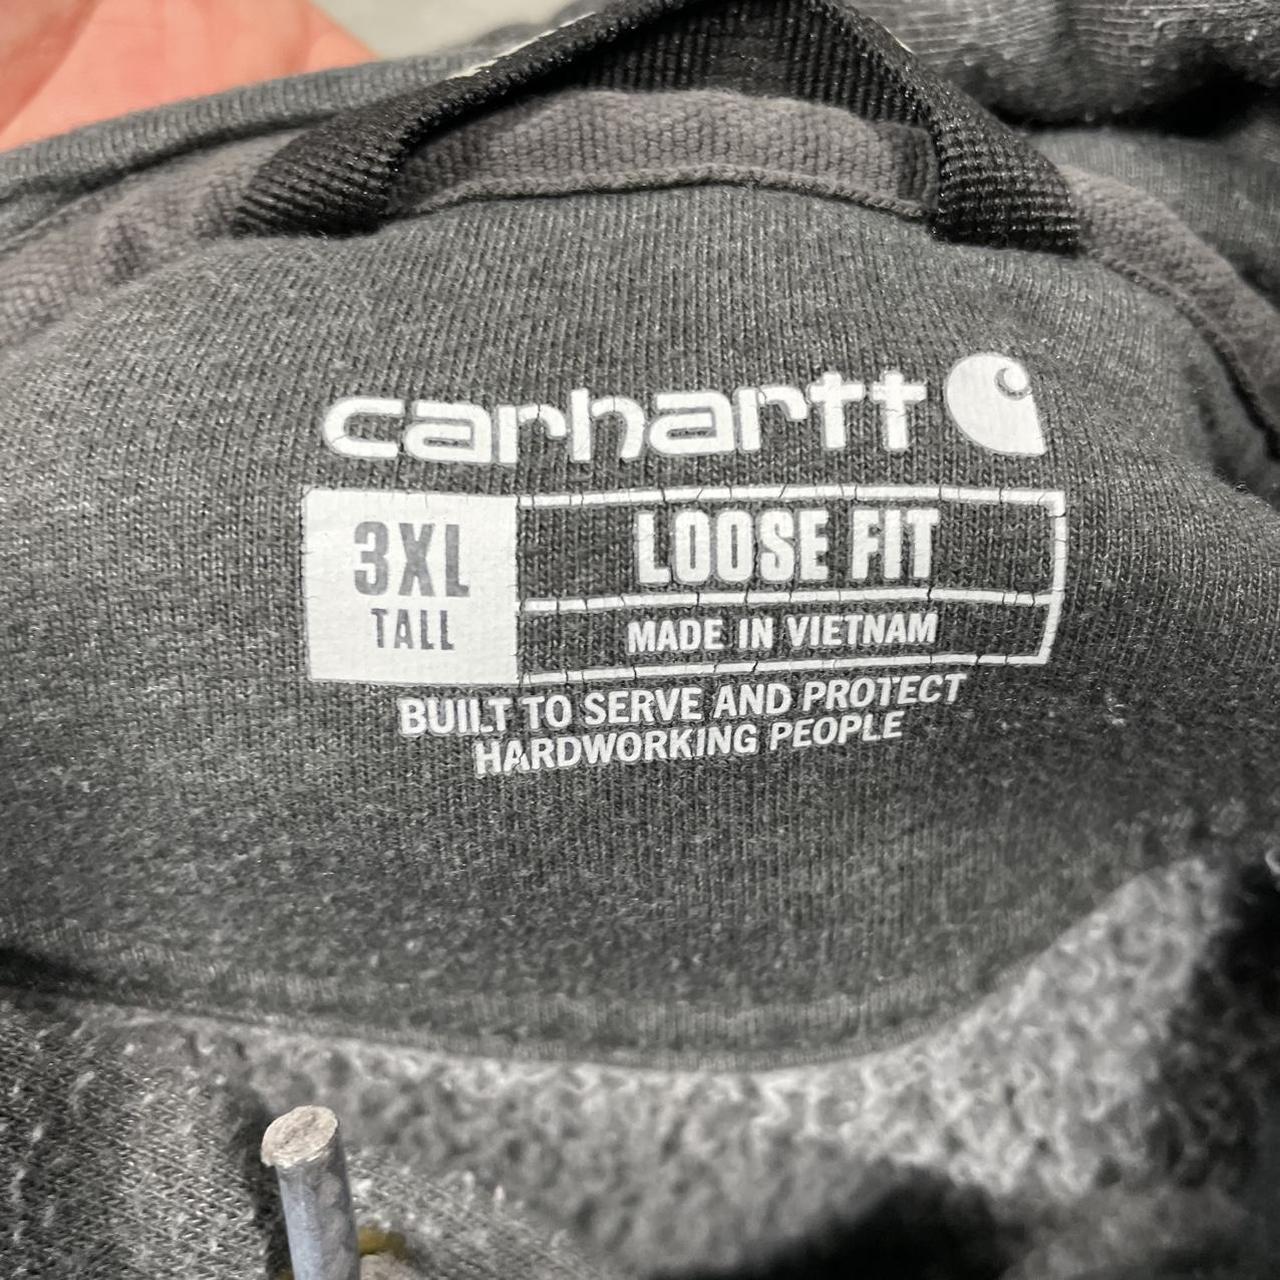 carhartt
3XL
TALL
LOOSE FIT
MADE IN VIETNAM
BUILT TO SERVE AND PROTECT
HARDWORKING PEOPLE